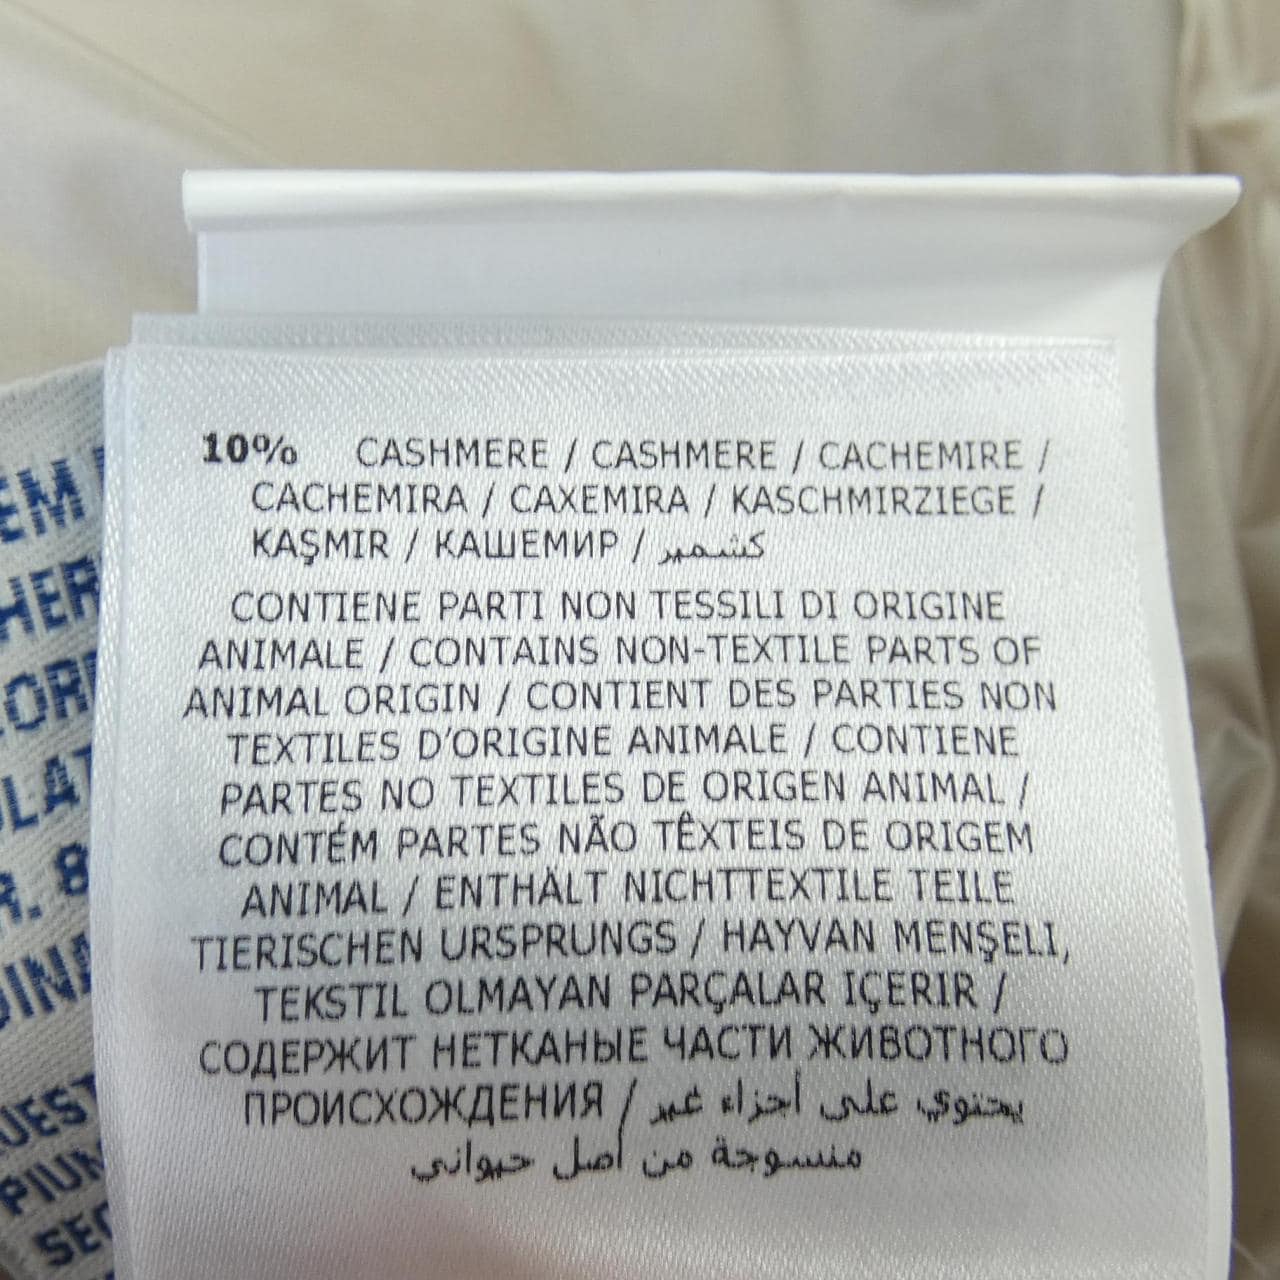 10% CASHMERE / CASHMERE / CACHEMIRE /
CACHEMIRA / CAXEMIRA / KASCHMIRZIEGE /
KAŞMIR / КАШЕМИР / كشمير
CONTIENE PARTI NON TESSILI DI ORIGINE
ANIMALE / CONTAINS NON-TEXTILE PARTS OF
ANIMAL ORIGIN / CONTIENT DES PARTIES NON
TEXTILES D'ORIGINE ANIMALE / CONTIENE
PARTES NO TEXTILES DE ORIGEN ANIMAL /
CONTÉM PARTES NÃO TÊXTEIS DE ORIGEM
ANIMAL / ENTHÄLT NICHTTEXTILE TEILE
TIERISCHEN URSPRUNGS / HAYVAN MENŞELI,
TEKSTIL OLMAYAN PARÇALAR IÇERIR /
СОДЕРЖИТ НЕТКАНЫЕ ЧАСТИ ЖИВОТНОГО
ПРОИСХОЖДЕНИЯ / يحتوي على أجزاء غير
منسوجة من أصل حيواني